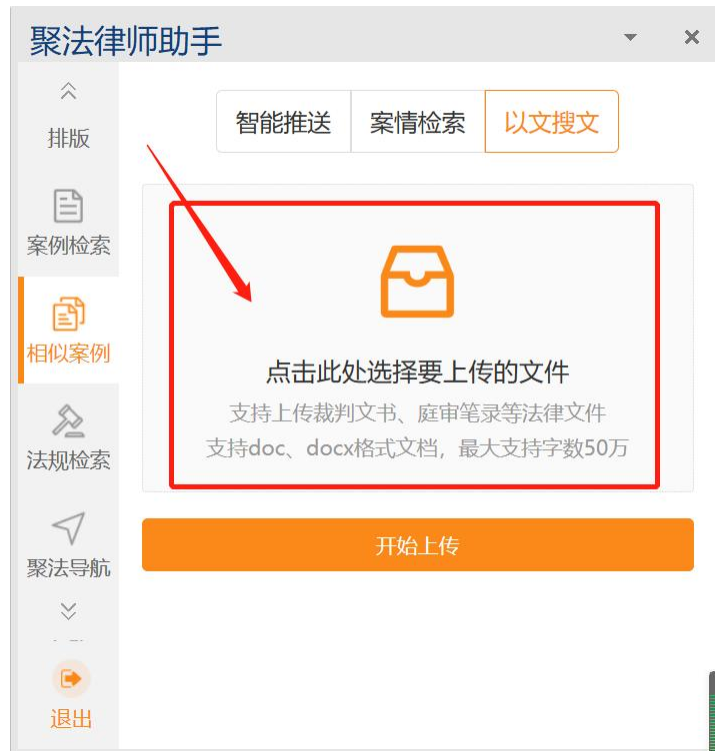 聚法律师助手
排版
案例检索
相似案例
法规检索
聚法导航
退出
智能推送
案情检索
以文搜文
点击此处选择要上传的文件
支持上传裁判文书、庭审笔录等法律文件
支持doc、docx格式文档，最大支持字数50万
开始上传